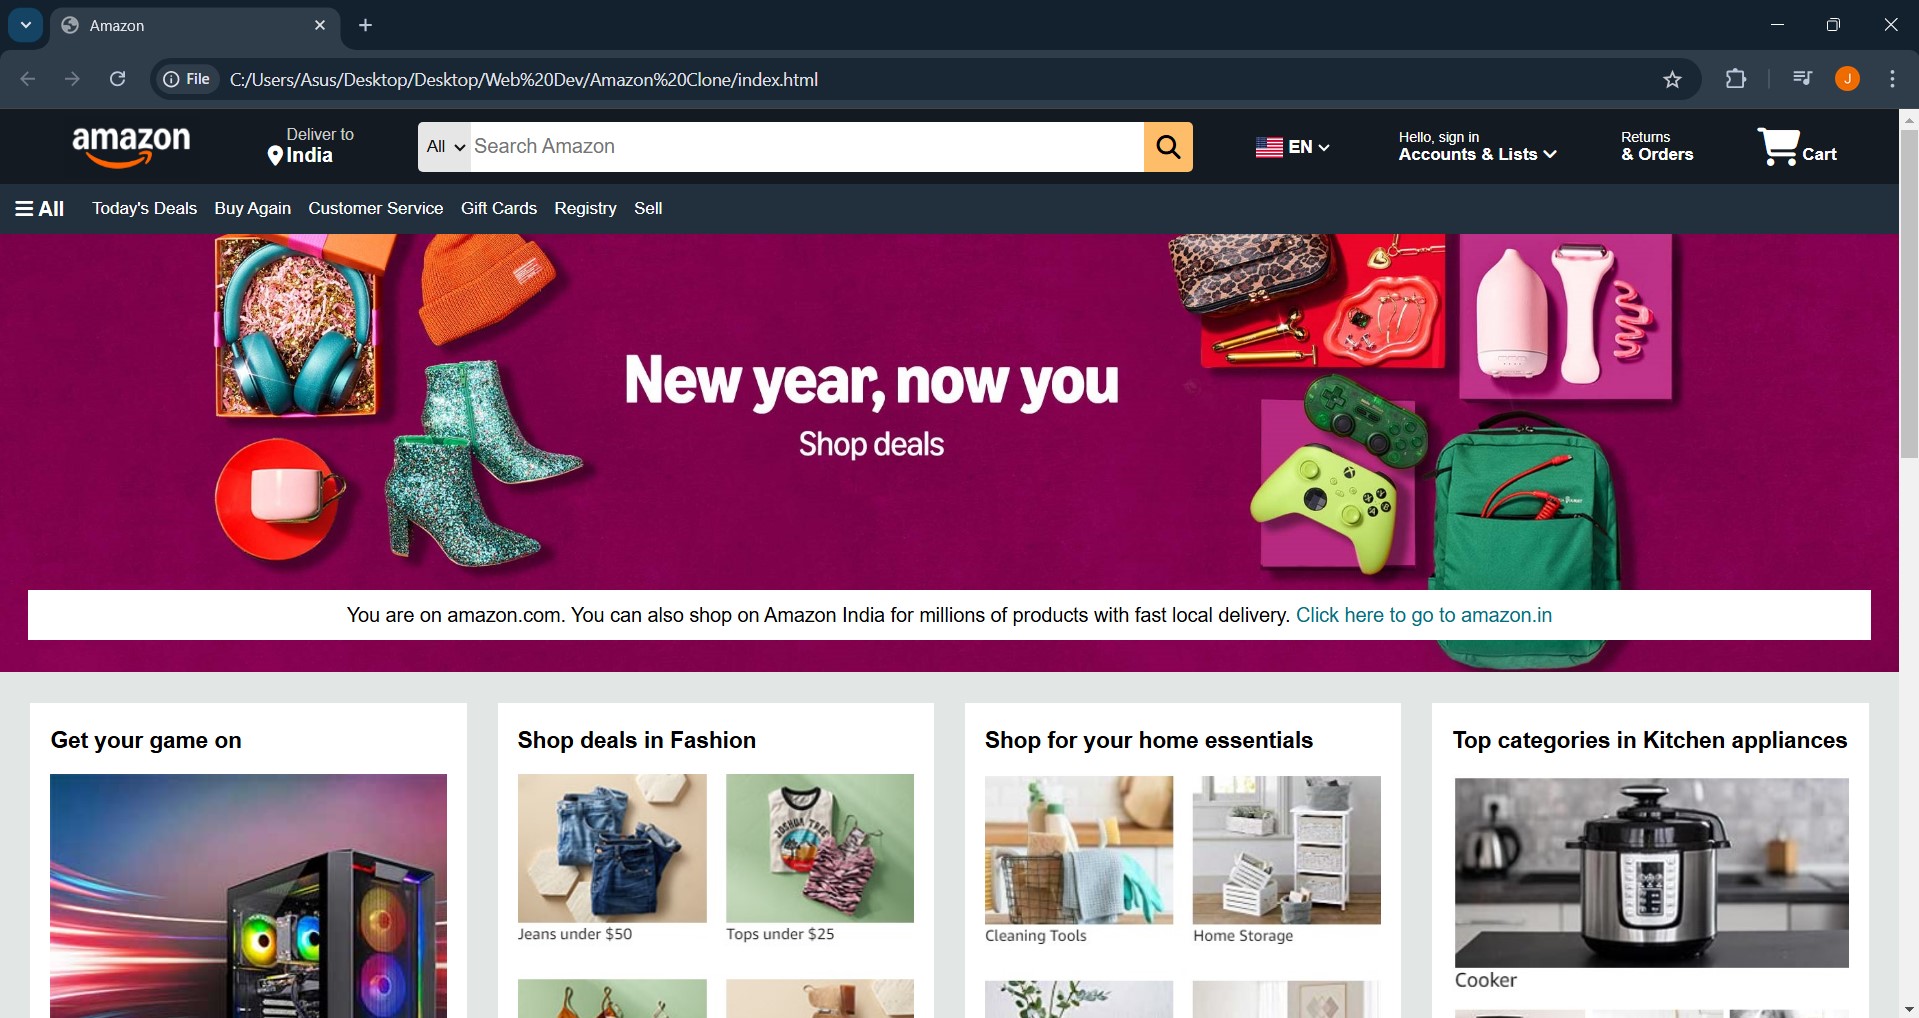 Amazon
File C:/Users/Asus/Desktop/Desktop/Web%20Dev/Amazon%20Clone/index.html
J
amazon
Deliver to
India
All
Search Amazon
EN
Hello, sign in
Accounts & Lists
Returns
& Orders
Cart
All Today's Deals Buy Again Customer Service Gift Cards Registry Sell
New year, now you
Shop deals
You are on amazon.com. You can also shop on Amazon India for millions of products with fast local delivery. Click here to go to amazon.in
Get your game on
Shop deals in Fashion
JOSHUA TREE
Jeans under $50
Tops under $25
Shop for your home essentials
Cleaning Tools
Home Storage
Top categories in Kitchen appliances
Cooker